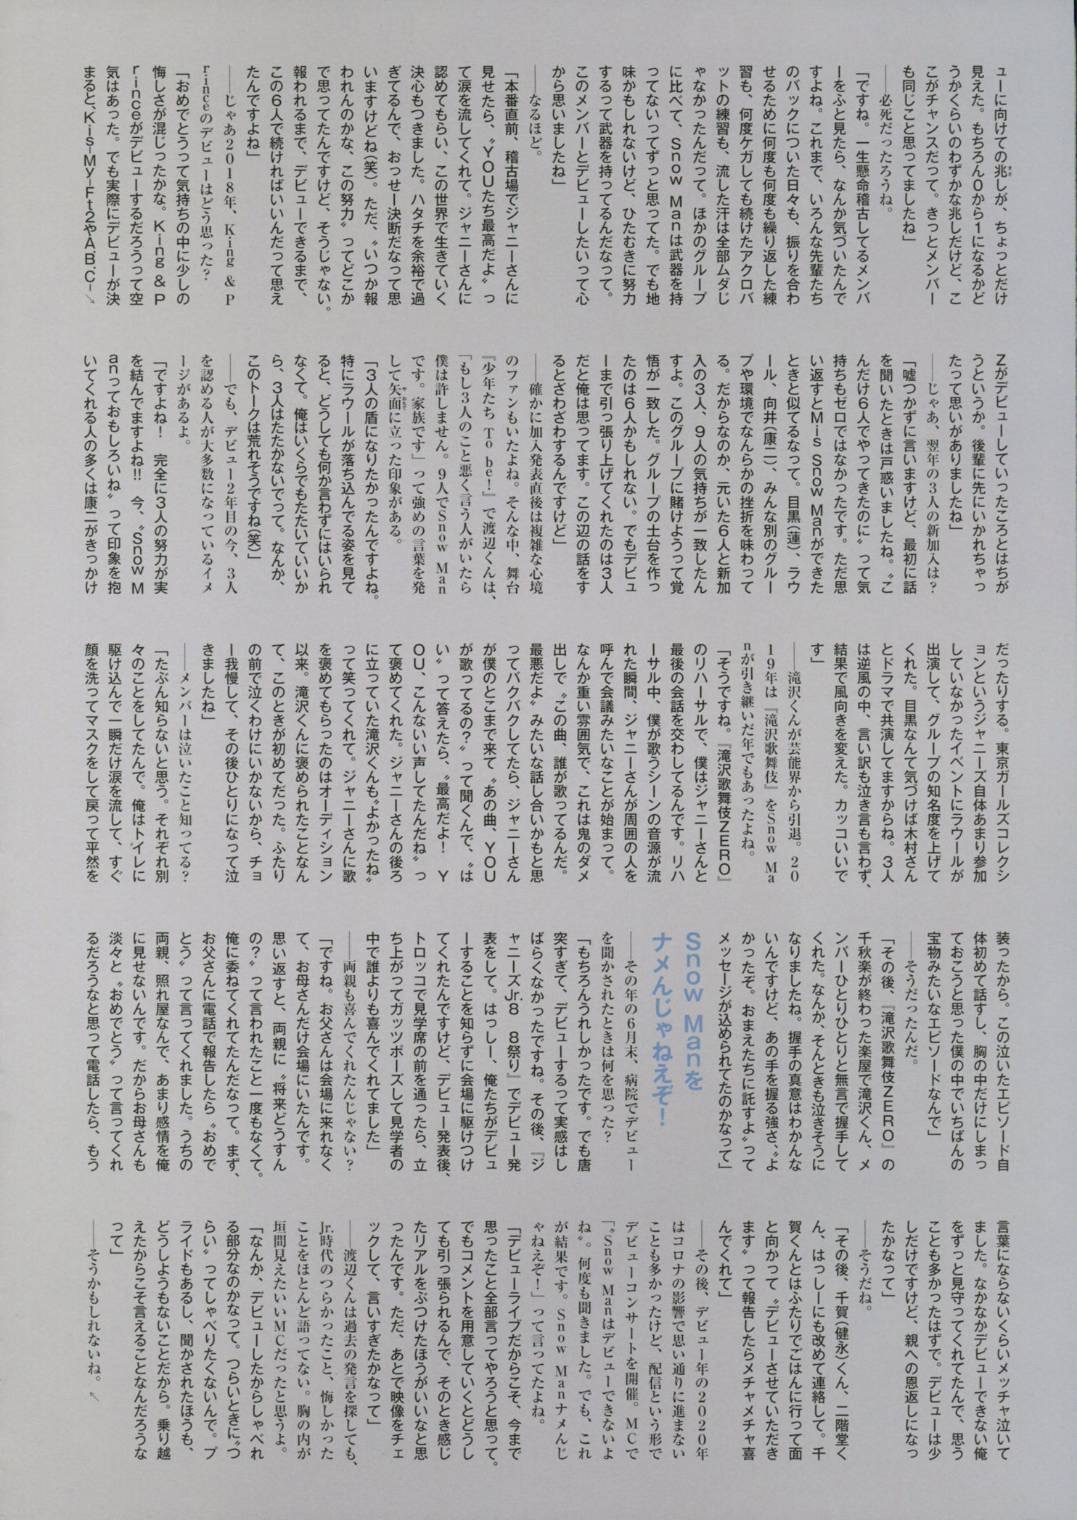 ューに向けての兆しが、ちょっとだけ
見えた。もちろん0から1になるかど
うかくらいのわずかな兆しだけど、こ
こがチャンスだって。きっとメンバー
も同じこと思ってましたね」
――必死だったろうね。
「ですね。一生懸命稽古してるメンバ
ーをふと見たら、なんか気づいたんで
すよね。これまで、いろんな先輩たち
のバックについた日々も、振りを合わ
せるために何度も何度も繰り返した練
習も、何度ケガしても続けたアクロバ
ットの練習も、流した汗は全部ムダじ
ゃなかったんだって。ほかのグループ
に比べて、Snow Manは武器を持
ってないってずっと思ってた。でも地
味かもしれないけど、ひたむきに努力
するって武器を持ってるんだなって。
このメンバーとデビューしたいって心
から思いましたね」
――なるほど。
「本番直前、稽古場でジャニーさんに
見せたら、〝YOUたち最高だよ〟っ
て涙を流してくれて。ジャニーさんに
認めてもらい、この世界で生きていく
決心もつきました。ハタチを余裕で過
ぎてるんで、おっせー決断だなって思
いますけどね(笑)。ただ、〝いつか報
われんのかな、この努力〟ってどこか
で思ってたんですけど、そうじゃない。
報われるまで、デビューできるまで、
この6人で続ければいいんだって思え
たんですよね」
――じゃあ2018年、King & P
rinceのデビューはどう思った?
「おめでとうって気持ちの中に少しの
悔しさが混じったかな。King & P
rinceがデビューするだろうって空
気はあった。でも実際にデビューが決
まると、Kis-My-Ft2やA.B.C-↘
Zがデビューしていったころとはちが
うというか。後輩に先にいかれちゃっ
たって思いがありましたね」
――じゃあ、翌年の3人の新加入は?
「嘘つかずに言いますけど、最初に話
を聞いたときは戸惑いましたね。〝こ
んだけ6人でやってきたのに〟って気
持ちもゼロではなかったです。ただ思
い返すとMis Snow Manができた
ときと似てるなって。目黒(蓮)、ラウ
ール、向井(康二)、みんな別のグルー
プや環境でなんらかの挫折を味わって
る。だからなのか、元いた6人と新加
入の3人、9人の気持ちが一致したん
すよ。このグループに賭けようって覚
悟が一致した。グループの土台を作っ
たのは6人かもしれない。でもデビュ
ーまで引っ張り上げてくれたのは3人
だと俺は思ってます。この辺の話をす
るとざわざわするんですけど」
――確かに加入発表直後は複雑な心境
のファンもいたよね。そんな中、舞台
『少年たち To be!』で渡辺くんは、
「もし3人のこと悪く言う人がいたら
僕は許しません。9人でSnow Man
です。家族です」って強めの言葉を発
して矢面に立った印象がある。
「3人の盾になりたかったんですよね。
特にラウールが落ち込んでる姿を見て
ると、どうしても何か言わずにはいられ
なくて。俺はいくらでもたたいていいか
ら、3人はたたかないでって。なんか、
このトークは荒れそうですね(笑)」
――でも、デビュー2年目の今、3人
を認める人が大多数になっているイメ
ージがあるよ。
「ですよね! 完全に3人の努力が実
を結んでますよね!! 今、〝Snow M
anっておもしろいね〟って印象を抱
いてくれる人の多くは康二がきっかけ
だったりする。東京ガールズコレクシ
ョンというジャニーズ自体あまり参加
していなかったイベントにラウールが
出演して、グループの知名度を上げて
くれた。目黒なんて気づけば木村さん
とドラマで共演してますからね。3人
は逆風の中、言い訳も泣き言も言わず、
結果で風向きを変えた。カッコいいで
す」
――滝沢くんが芸能界から引退。20
19年は『滝沢歌舞伎』をSnow Ma
nが引き継いだ年でもあったよね。
「そうですね。『滝沢歌舞伎ZERO』
のリハーサルで、僕はジャニーさんと
最後の会話を交わしてるんです。リハ
ーサル中、僕が歌うシーンの音源が流
れた瞬間、ジャニーさんが周囲の人を
呼んで会議みたいなことが始まって。
なんか重い雰囲気で、これは鬼のダメ
出しで〝この曲、誰が歌ってるんだ。
最悪だよ〟みたいな話し合いかもと思
ってバクバクしてたら、ジャニーさん
が僕のとこまで来て〝あの曲、YOU
が歌ってるの?〟って聞くんで、〝は
い〟って答えたら、〝最高だよ! Y
OU、こんないい声してたんだね〟っ
て褒めてくれた。ジャニーさんの後ろ
に立っていた滝沢くんも〝よかったね〟
って笑ってくれて。ジャニーさんに歌
を褒めてもらったのはオーディション
以来。滝沢くんに褒められたことなん
て、このときが初めてだった。ふたり
の前で泣くわけにいかないから、チョ
ー我慢して、その後ひとりになって泣
きましたね」
――メンバーは泣いたこと知ってる?
「たぶん知らないと思う。それぞれ別
々のことをしてたんで。俺はトイレに
駆け込んで一瞬だけ涙を流して、すぐ
顔を洗ってマスクをして戻って平然を
装ったから。この泣いたエピソード自
体初めて話すし、胸の中だけにしまっ
ておこうと思った僕の中でいちばんの
宝物みたいなエピソードなんで」
――そうだったんだ。
「その後、『滝沢歌舞伎ZERO』の
千秋楽が終わった楽屋で滝沢くん、メ
ンバーひとりひとりと無言で握手して
くれた。なんか、そんときも泣きそうに
なりましたね。握手の真意はわかんな
いんですけど、あの手を握る強さ、〝よ
かったぞ。おまえたちに託すよ〟って
メッセージが込められてたのかなって」
Snow Manを
ナメんじゃねえぞ!
――その年の6月末、病院でデビュー
を聞かされたときは何を思った?
「もちろんうれしかったです。でも唐
突すぎて、デビューするって実感はし
ばらくなかったですね。その後、『ジ
ャニーズJr.8 8祭り』でデビュー発
表をして。はっしー、俺たちがデビュ
ーすることを知らずに会場に駆けつけ
てくれたんですけど、デビュー発表後、
トロッコで見学席の前を通ったら、立
ち上がってガッツポーズして見学者の
中で誰よりも喜んでくれてました」
――両親も喜んでくれたんじゃない?
「ですね。お父さんは会場に来れなく
て、お母さんだけ会場にいたんです。
思い返すと、両親に〝将来どうすん
の?〟って言われたこと一度もなくて。
俺に委ねてくれてたんだなって。まず、
お父さんに電話で報告したら〝おめで
とう〟って言ってくれました。うちの
両親、照れ屋なんで、あまり感情を俺
に見せないんです。だからお母さんも
淡々と〝おめでとう〟って言ってくれ
るだろうなと思って電話したら、もう
言葉にならないくらいメッチャ泣いて
ました。なかなかデビューできない俺
をずっと見守ってくれてたんで、思う
ことも多かったはずで。デビューは少
しだけですけど、親への恩返しになっ
たかなって」
――そうだね。
「その後、千賀(健永)くん、二階堂く
ん、はっしーにも改めて連絡して。千
賀くんとはふたりでごはんに行って面
と向かって〝デビューさせていただき
ます〟って報告したらメチャメチャ喜
んでくれて」
――その後、デビュー年の2020年
はコロナの影響で思い通りに進まない
ことも多かったけど、配信という形で
デビューコンサートを開催。MCで
「〝Snow Manはデビューできないよ
ね〟。何度も聞きました。でも、これ
が結果です。Snow Manナメんじ
ゃねえぞ!」って言ってたよね。
「デビューライブだからこそ、今まで
思ったこと全部言ってやろうと思って。
でもコメントを用意していくとどうし
ても引っ張られるんで、そのとき感じ
たリアルをぶつけたほうがいいなと思
ったんです。ただ、あとで映像をチェ
ックして、言いすぎたかなって」
――渡辺くんは過去の発言を探しても、
Jr.時代のつらかったこと、悔しかった
ことをほとんど語ってない。胸の内が
垣間見えたいいMCだったと思うよ。
「なんか、デビューしたからしゃべれ
る部分なのかなって。つらいときに〝つ
らい〟ってしゃべりたくないんで。プ
ライドもあるし、聞かされたほうも、
どうしようもないことだから。乗り越
えたからこそ言えることなんだろうな
って」
――そうかもしれないね。↖